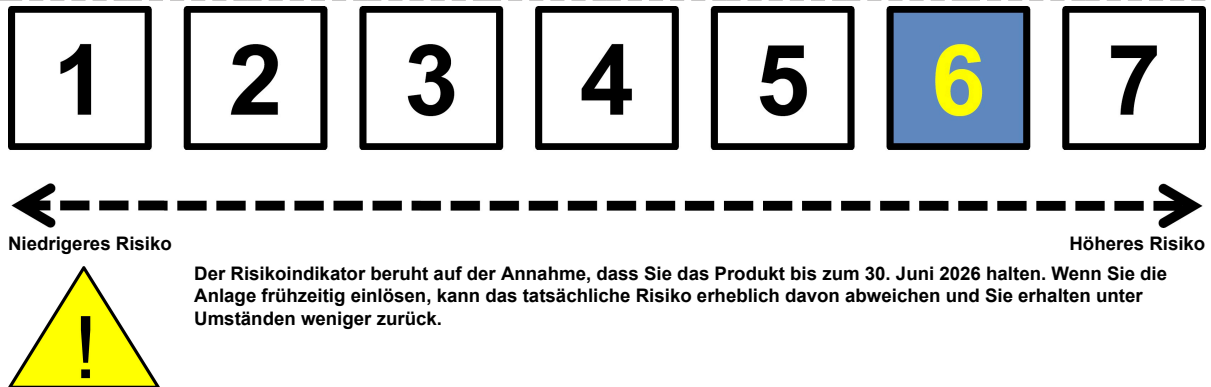 1 2 3 4 5 6 7
Niedrigeres Risiko Höheres Risiko
Der Risikoindikator beruht auf der Annahme, dass Sie das Produkt bis zum 30. Juni 2026 halten. Wenn Sie die
Anlage frühzeitig einlösen, kann das tatsächliche Risiko erheblich davon abweichen und Sie erhalten unter
Umständen weniger zurück.
!